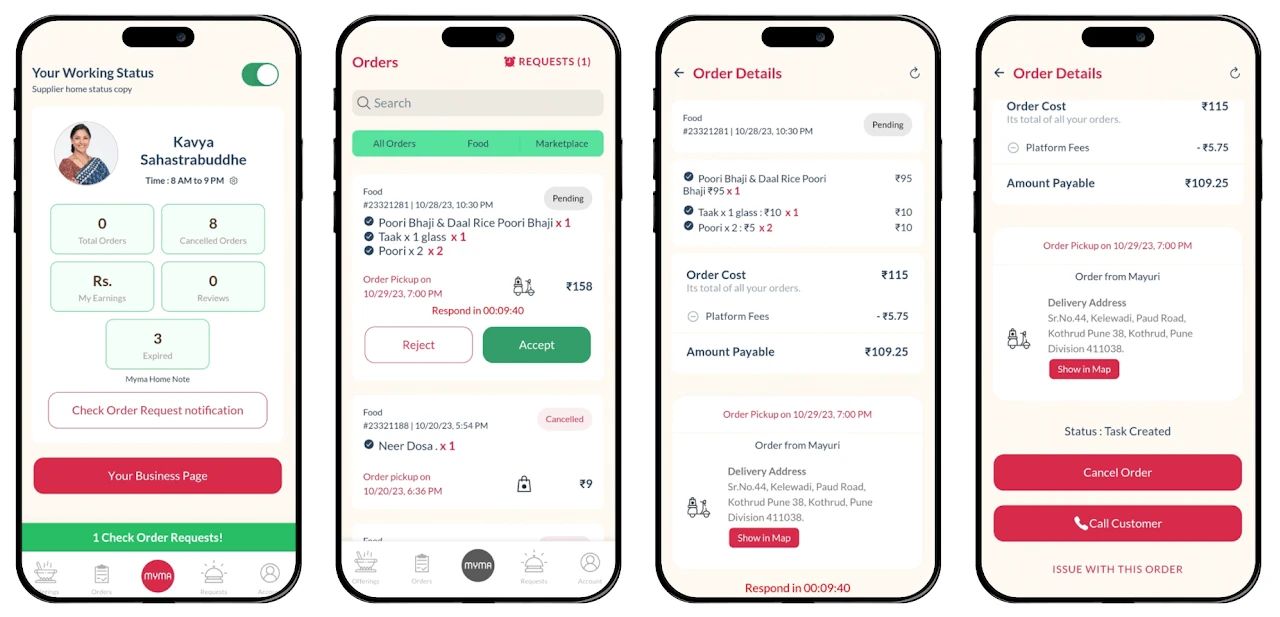 Your Working Status
Supplier home status copy
Kavya
Sahastrabuddhe
Time : 8 AM to 9 PM
0
Total Orders
8
Cancelled Orders
Rs.
My Earnings
0
Reviews
3
Expired
Myma Home Note
Check Order Request notification
Your Business Page
1 Check Order Requests!
Orders
MYMA
Requests
Orders
REQUESTS (1)
Search
All Orders
Food
Marketplace
Food
#23321281 | 10/28/23, 10:30 PM
Pending
Poori Bhaji & Daal Rice Poori Bhaji x 1
Taak x 1 glass x 1
Poori x 2 x 2
Order Pickup on
10/29/23, 7:00 PM
₹158
Respond in 00:09:40
Reject
Accept
Food
#23321188 | 10/20/23, 5:54 PM
Cancelled
Neer Dosa . x 1
Order pickup on
10/20/23, 6:36 PM
₹9
Offerings
Orders
MYMA
Requests
Account
Order Details
Food
#23321281 | 10/28/23, 10:30 PM
Pending
Poori Bhaji & Daal Rice Poori
Bhaji ₹95 x 1
₹95
Taak x 1 glass : ₹10 x 1
₹10
Poori x 2 : ₹5 x 2
₹10
Order Cost
₹115
Its total of all your orders.
Platform Fees
- ₹5.75
Amount Payable
₹109.25
Order Pickup on 10/29/23, 7:00 PM
Order from Mayuri
Delivery Address
Sr.No.44, Kelewadi, Paud Road,
Kothrud Pune 38, Kothrud, Pune
Division 411038.
Show in Map
Respond in 00:09:40
Order Details
Order Cost
₹115
Its total of all your orders.
Platform Fees
- ₹5.75
Amount Payable
₹109.25
Order Pickup on 10/29/23, 7:00 PM
Order from Mayuri
Delivery Address
Sr.No.44, Kelewadi, Paud Road,
Kothrud Pune 38, Kothrud, Pune
Division 411038.
Show in Map
Status : Task Created
Cancel Order
Call Customer
ISSUE WITH THIS ORDER